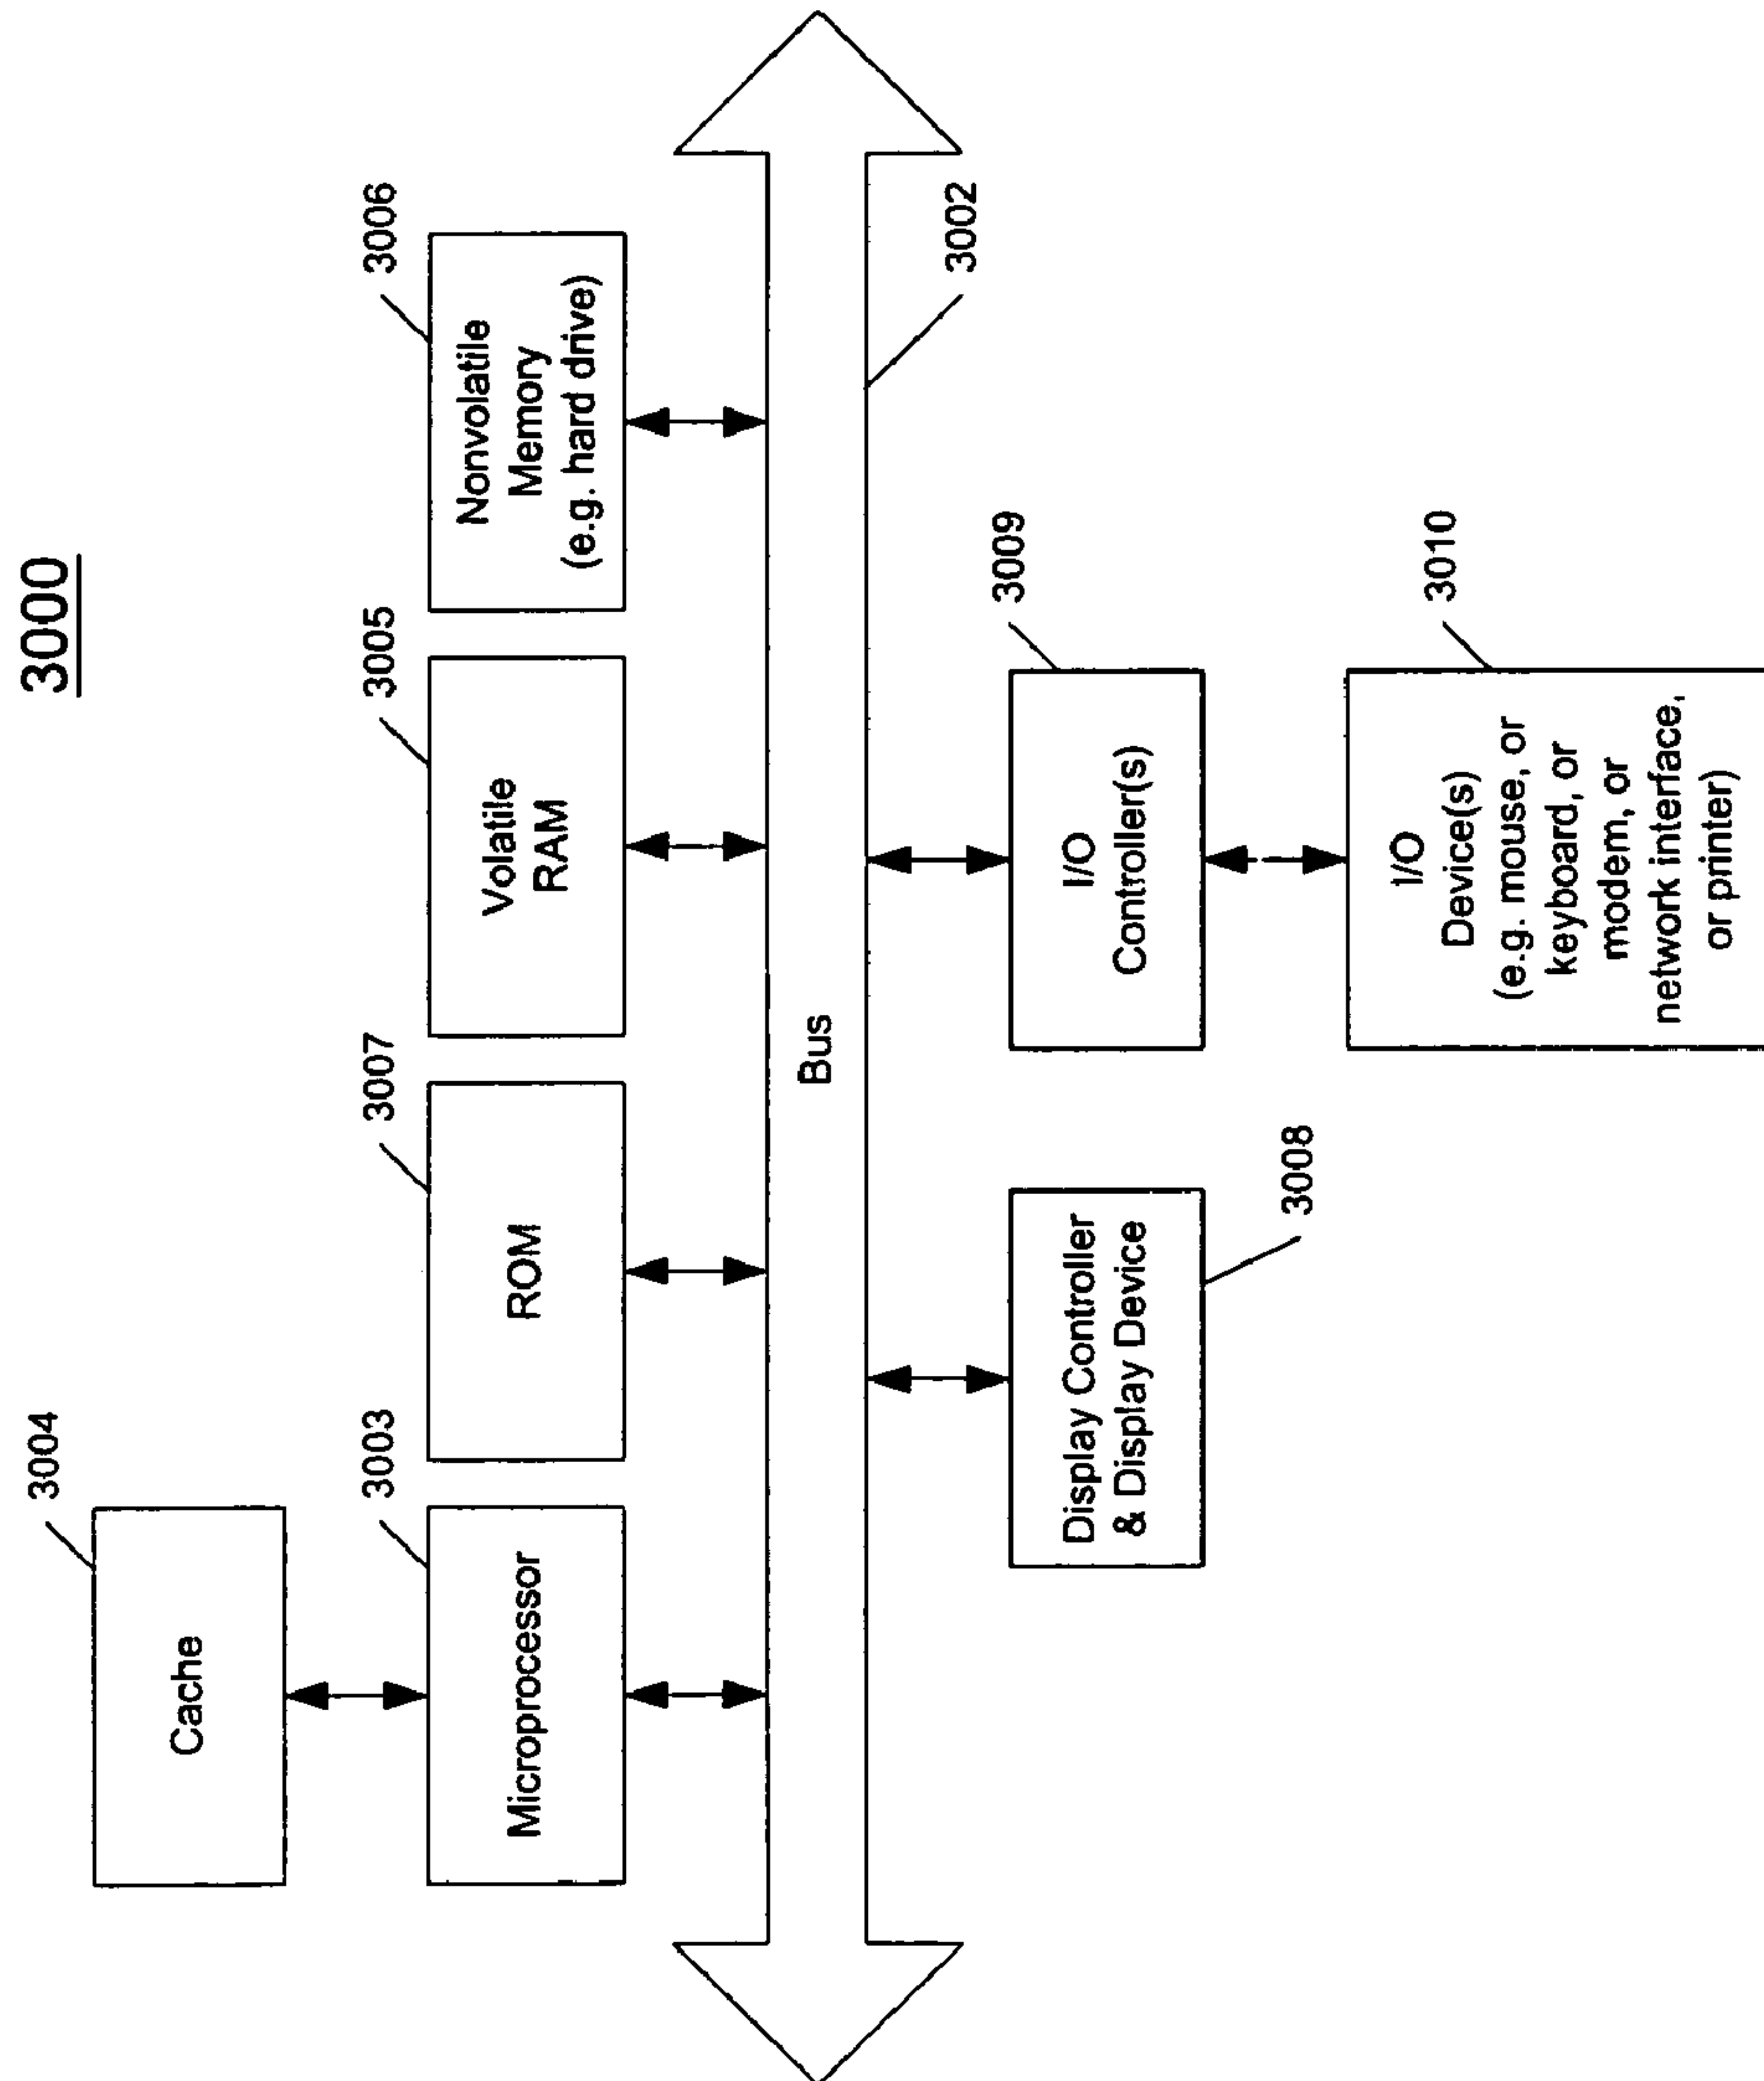 3000
3004
Cache
3003
3007
3005
3006
Microprocessor
ROM
Volatile
RAM
Nonvolatile
Memory
(e.g. hard drive)
Bus
3002
Display Controller
& Display Device
3008
I/O
Controller(s)
3009
I/O
Device(s)
(e.g. mouse, or
keyboard, or
modem, or
network interface,
or printer)
3010